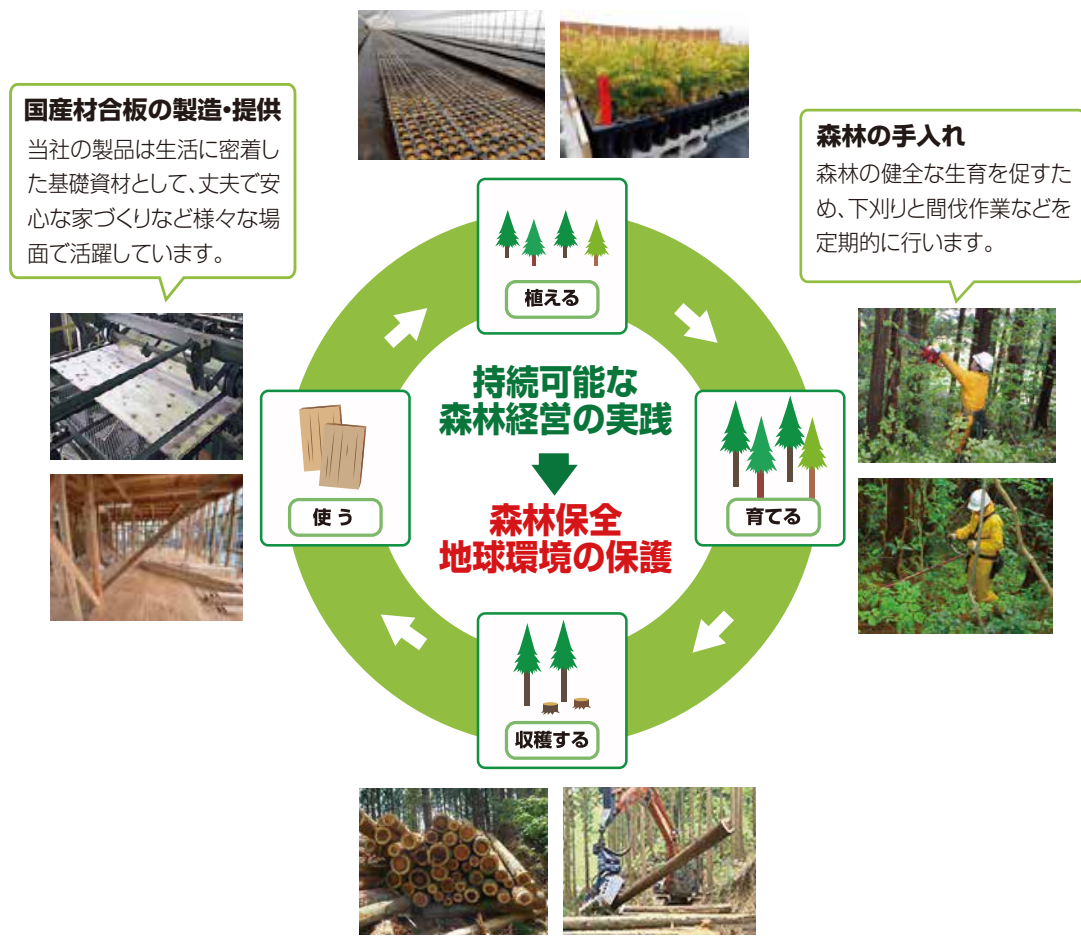 国産材合板の製造・提供
当社の製品は生活に密着し
た基礎資材として、丈夫で安
心な家づくりなど様々な場
面で活躍しています。
森林の手入れ
森林の健全な生育を促すた
め、下刈りと間伐作業などを
定期的に行います。
植える
持続可能な
森林経営の実践
使う
育てる
森林保全
地球環境の保護
収穫する